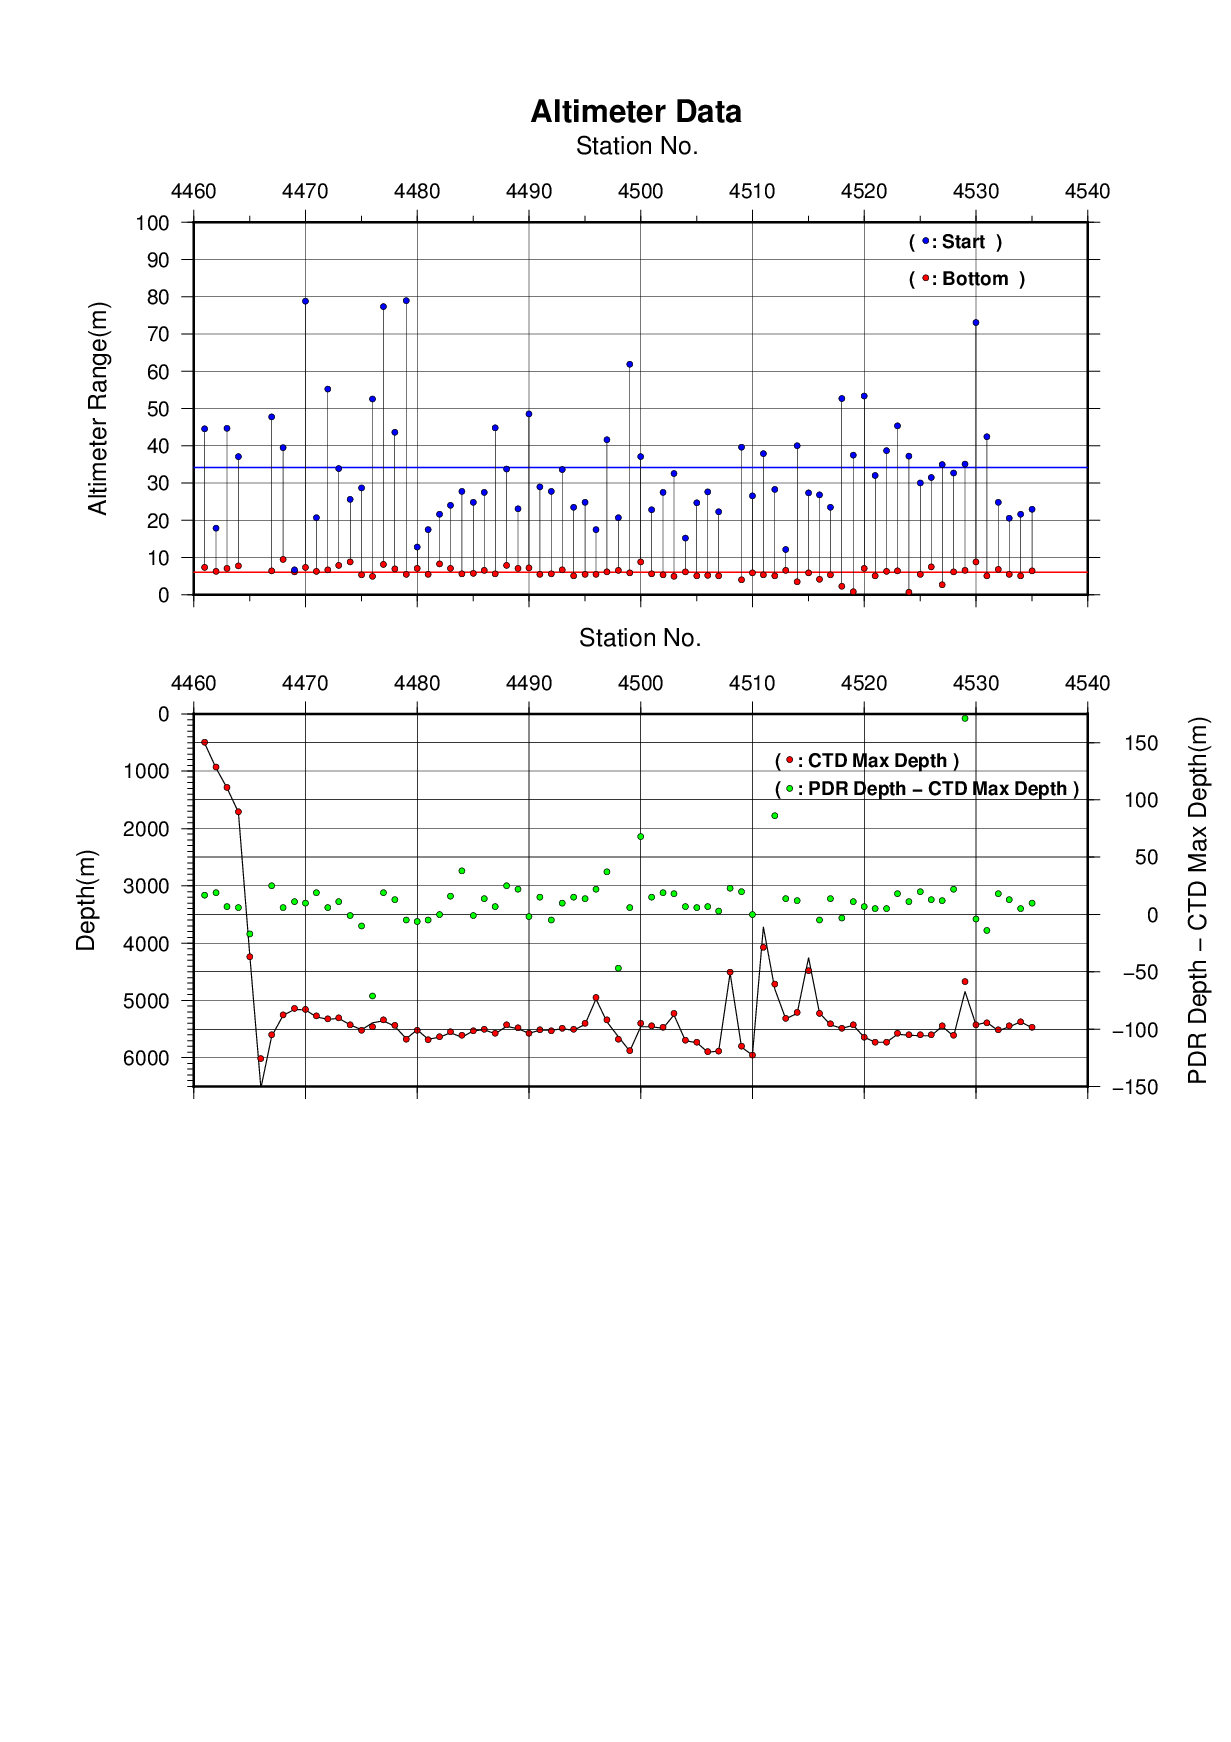 Altimeter Data
Station No.
4460 4470 4480 4490 4500 4510 4520 4530 4540
100
90
80
70
60
50
40
30
20
10
0
Altimeter Range(m)
( : Start )
( : Bottom )
Station No.
4460 4470 4480 4490 4500 4510 4520 4530 4540
0
1000
2000
3000
4000
5000
6000
Depth(m)
( : CTD Max Depth )
( : PDR Depth − CTD Max Depth )
150
100
50
0
−50
−100
−150
PDR Depth − CTD Max Depth(m)